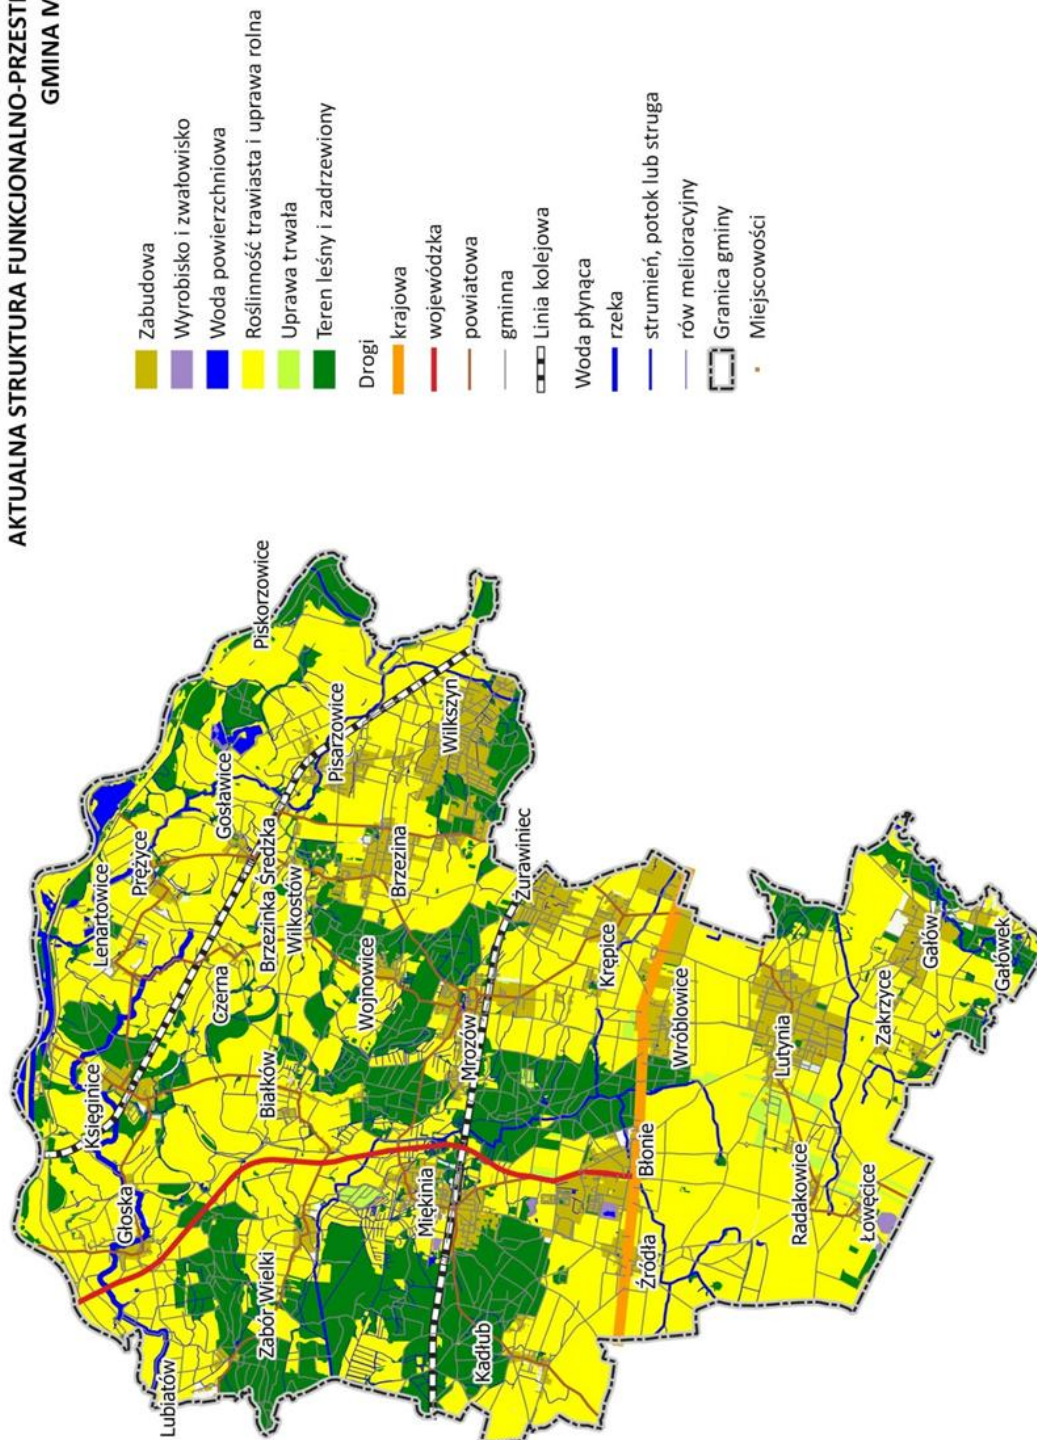 AKTUALNA STRUKTURA FUNKCJONALNO-PRZEST
GMINA M
Zabudowa
Wyrobisko i zwałowisko
Woda powierzchniowa
Roślinność trawiasta i uprawa rolna
Uprawa trwała
Teren leśny i zadrzewiony
Drogi
krajowa
wojewódzka
powiatowa
gminna
Linia kolejowa
Woda płynąca
rzeka
strumień, potok lub struga
rów melioracyjny
Granica gminy
Miejscowości
Księginice
Lenartowice
Głoska
Prężyce
Lubiatów
Czerna
Gosławice
Piskorzowice
Zabór Wielki
Białków
Brzezinka Średzka
Wilkostów
Pisarzowice
Wojnowice
Brzezina
Miękinia
Wilkszyn
Mrozów
Kadłub
Żurawiniec
Krępice
Źródła
Błonie
Wróblowice
Lutynia
Radakowice
Łowęcice
Zakrzyce
Gałów
Gałówek